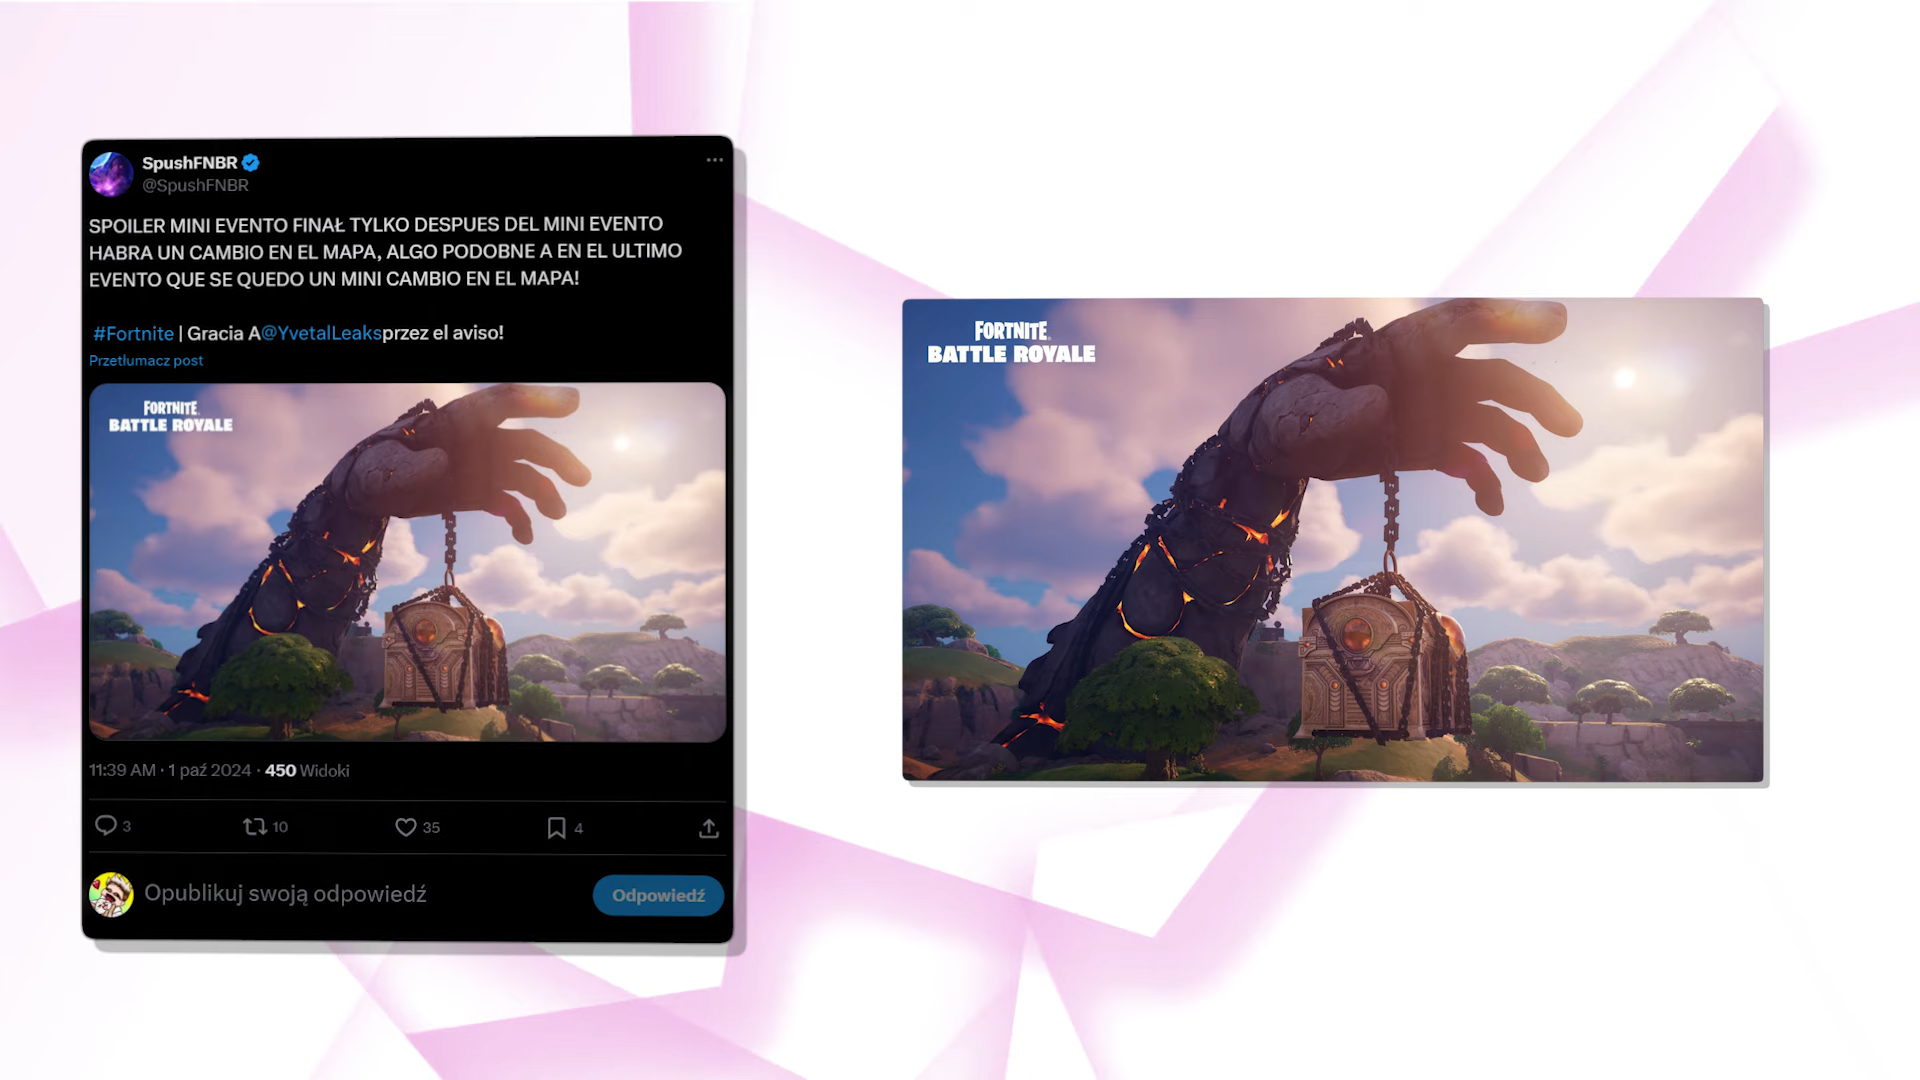 SpushFNBR
@SpushFNBR
SPOILER MINI EVENTO FINAŁ TYLKO DESPUES DEL MINI EVENTO
HABRA UN CAMBIO EN EL MAPA, ALGO PODOBNE A EN EL ULTIMO
EVENTO QUE SE QUEDO UN MINI CAMBIO EN EL MAPA!
#Fortnite | Gracia A@YvetalLeaksprzez el aviso!
Przetłumacz post
FORTNITE
BATTLE ROYALE
11:39 AM · 1 paź 2024 · 450 Widoki
3 10 35 4
Opublikuj swoją odpowiedź
Odpowiedź
FORTNITE
BATTLE ROYALE